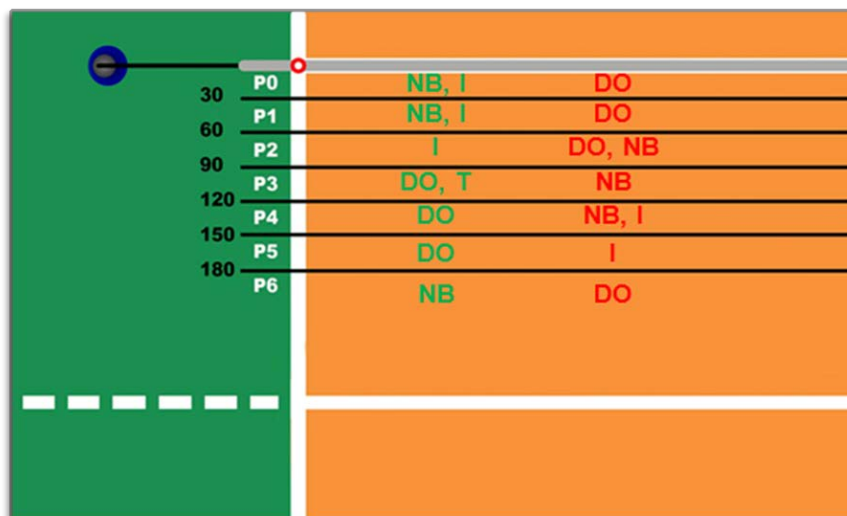 P0 NB, I DO
30
P1 NB, I DO
60
P2 I DO, NB
90
P3 DO, T NB
120
P4 DO NB, I
150
P5 DO I
180
P6 NB DO